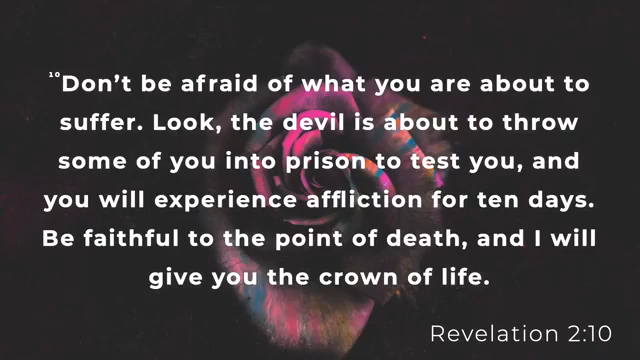 ¹⁰Don’t be afraid of what you are about to
suffer. Look, the devil is about to throw
some of you into prison to test you, and
you will experience affliction for ten days.
Be faithful to the point of death, and I will
give you the crown of life.
Revelation 2:10